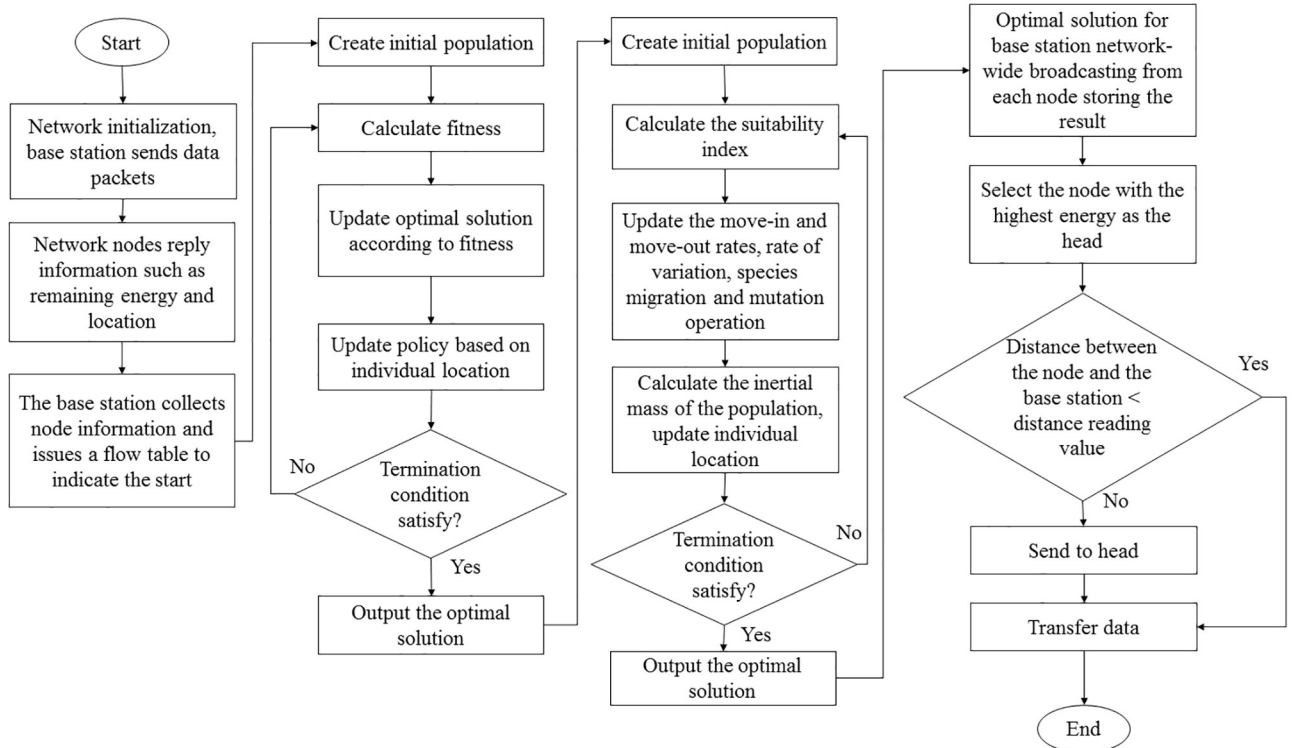 Start
Network initialization,
base station sends data
packets
Network nodes reply
information such as
remaining energy and
location
The base station collects
node information and
issues a flow table to
indicate the start
Create initial population
Calculate fitness
Update optimal solution
according to fitness
Update policy based on
individual location
No
Termination
condition
satisfy?
Yes
Output the optimal
solution
Create initial population
Calculate the suitability
index
Update the move-in and
move-out rates, rate of
variation, species
migration and mutation
operation
Calculate the inertial
mass of the population,
update individual
location
No
Termination
condition
satisfy?
Yes
Output the optimal
solution
Optimal solution for
base station network-
wide broadcasting from
each node storing the
result
Select the node with the
highest energy as the
head
Distance between
the node and the
base station <
distance reading
value
Yes
No
Send to head
Transfer data
End